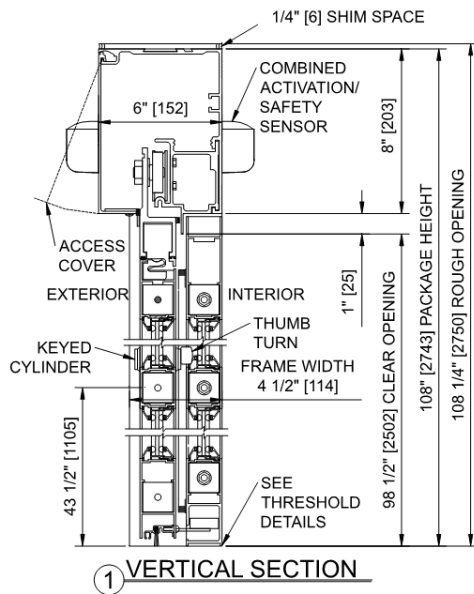 1/4" [6] SHIM SPACE
COMBINED
ACTIVATION/
SAFETY
SENSOR
6" [152]
8" [203]
ACCESS
COVER
EXTERIOR
INTERIOR
1" [25]
KEYED
CYLINDER
THUMB
TURN
FRAME WIDTH
4 1/2" [114]
43 1/2" [1105]
98 1/2" [2502] CLEAR OPENING
108" [2743] PACKAGE HEIGHT
108 1/4" [2750] ROUGH OPENING
SEE
THRESHOLD
DETAILS
1 VERTICAL SECTION